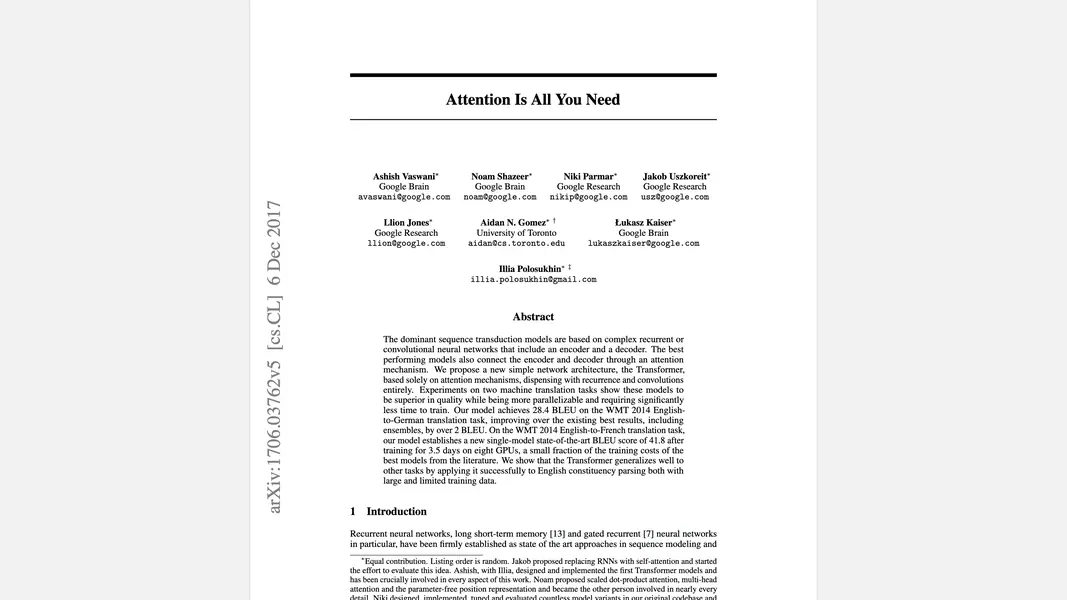 Attention Is All You Need
Ashish Vaswani* Noam Shazeer* Niki Parmar* Jakob Uszkoreit*
Google Brain Google Brain Google Research Google Research
avaswani@google.com noam@google.com nikip@google.com usz@google.com
Llion Jones* Aidan N. Gomez* † Łukasz Kaiser*
Google Research University of Toronto Google Brain
llion@google.com aidan@cs.toronto.edu lukaszkaiser@google.com
Illia Polosukhin* ‡
illia.polosukhin@gmail.com
arXiv:1706.03762v5 [cs.CL] 6 Dec 2017
Abstract
The dominant sequence transduction models are based on complex recurrent or
convolutional neural networks that include an encoder and a decoder. The best
performing models also connect the encoder and decoder through an attention
mechanism. We propose a new simple network architecture, the Transformer,
based solely on attention mechanisms, dispensing with recurrence and convolutions
entirely. Experiments on two machine translation tasks show these models to
be superior in quality while being more parallelizable and requiring significantly
less time to train. Our model achieves 28.4 BLEU on the WMT 2014 English-
to-German translation task, improving over the existing best results, including
ensembles, by over 2 BLEU. On the WMT 2014 English-to-French translation task,
our model establishes a new single-model state-of-the-art BLEU score of 41.8 after
training for 3.5 days on eight GPUs, a small fraction of the training costs of the
best models from the literature. We show that the Transformer generalizes well to
other tasks by applying it successfully to English constituency parsing both with
large and limited training data.
1 Introduction
Recurrent neural networks, long short-term memory [13] and gated recurrent [7] neural networks
in particular, have been firmly established as state of the art approaches in sequence modeling and
*Equal contribution. Listing order is random. Jakob proposed replacing RNNs with self-attention and started
the effort to evaluate this idea. Ashish, with Illia, designed and implemented the first Transformer models and
has been crucially involved in every aspect of this work. Noam proposed scaled dot-product attention, multi-head
attention and the parameter-free position representation and became the other person involved in nearly every
detail. Niki designed, implemented, tuned and evaluated countless model variants in our original codebase and